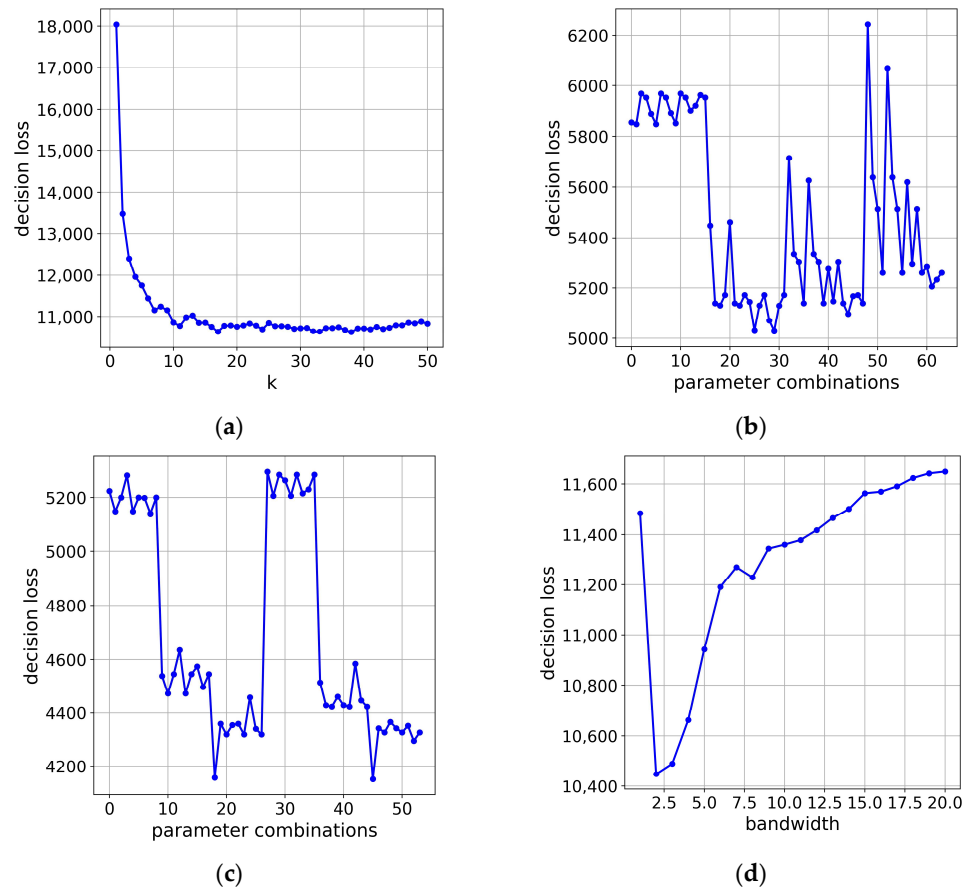 18,000
17,000
16,000
15,000
14,000
13,000
12,000
11,000
decision loss
0 10 20 30 40 50
k
(a)
6200
6000
5800
5600
5400
5200
5000
decision loss
0 10 20 30 40 50 60
parameter combinations
(b)
5200
5000
4800
4600
4400
4200
decision loss
0 10 20 30 40 50
parameter combinations
(c)
11,600
11,400
11,200
11,000
10,800
10,600
10,400
decision loss
2.5 5.0 7.5 10.0 12.5 15.0 17.5 20.0
bandwidth
(d)